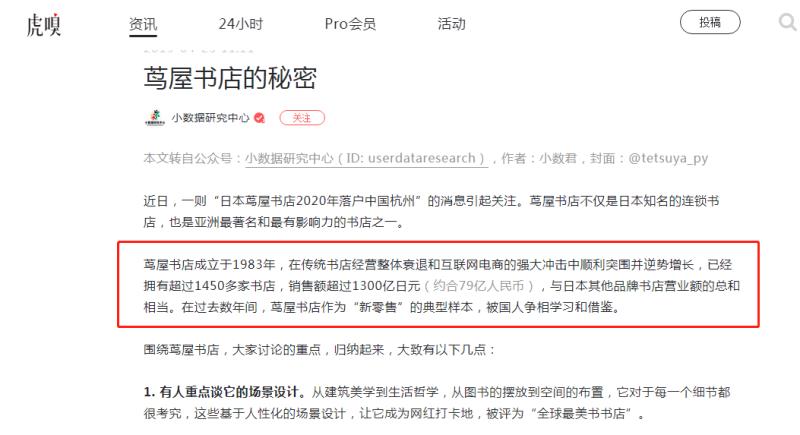 虎嗅
资讯
24小时
Pro会员
活动
投稿
茑屋书店的秘密
小数据研究中心
关注
本文转自公众号：小数据研究中心（ID: userdataresearch），作者：小数君，封面：@tetsuya_py
近日，一则“日本茑屋书店2020年落户中国杭州”的消息引起关注。茑屋书店不仅是日本知名的连锁书
店，也是亚洲最著名和最有影响力的书店之一。
茑屋书店成立于1983年，在传统书店经营整体衰退和互联网电商的强大冲击中顺利突围并逆势增长，已经
拥有超过1450多家书店，销售额超过1300亿日元（约合79亿人民币），与日本其他品牌书店营业额的总和
相当。在过去数年间，茑屋书店作为“新零售”的典型样本，被国人争相学习和借鉴。
围绕茑屋书店，大家讨论的重点，归纳起来，大致有以下几点：
1. 有人重点谈它的场景设计。从建筑美学到生活哲学，从图书的摆放到空间的布置，它对于每一个细节都
很考究，这些基于人性化的场景设计，让它成为网红打卡地，被评为“全球最美书书店”。